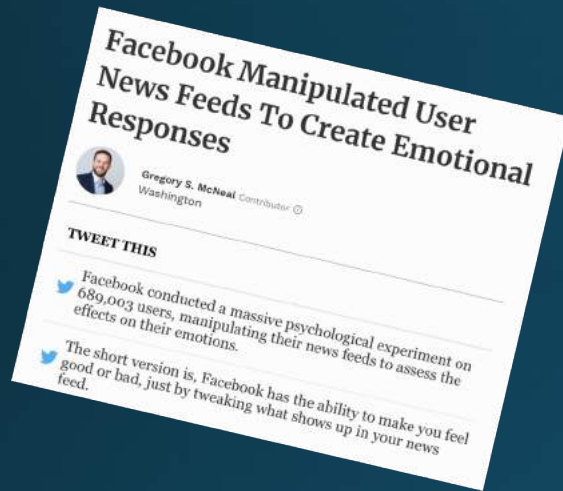 Facebook Manipulated User
News Feeds To Create Emotional
Responses
Gregory S. McNeal Contributor
Washington
TWEET THIS
Facebook conducted a massive psychological experiment on
689,003 users, manipulating their news feeds to assess the
effects on their emotions.
The short version is, Facebook has the ability to make you feel
good or bad, just by tweaking what shows up in your news
feed.